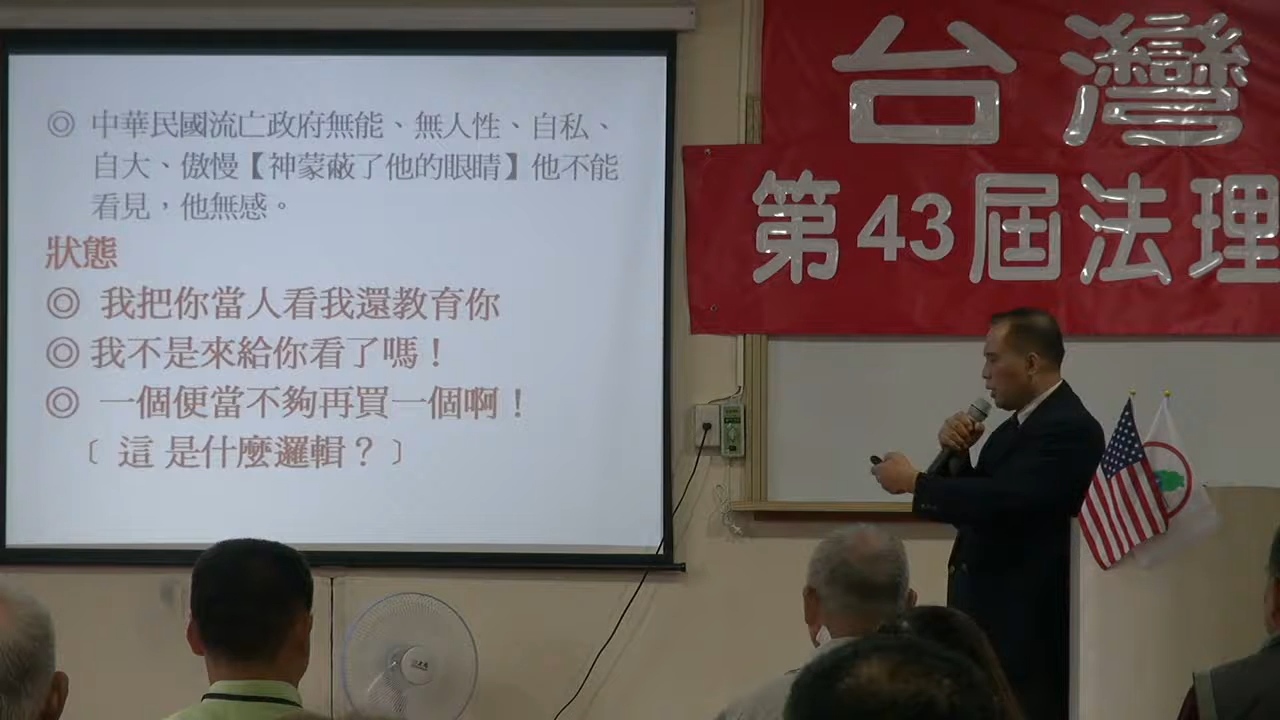 ◎ 中華民國流亡政府無能、無人性、自私、
自大、傲慢【神蒙蔽了他的眼睛】他不能
看見，他無感。
狀態
◎ 我把你當人看我還教育你
◎ 我不是來給你看了嗎！
◎ 一個便當不夠再買一個啊！
〔 這 是什麼邏輯？〕
台灣
第43屆法理